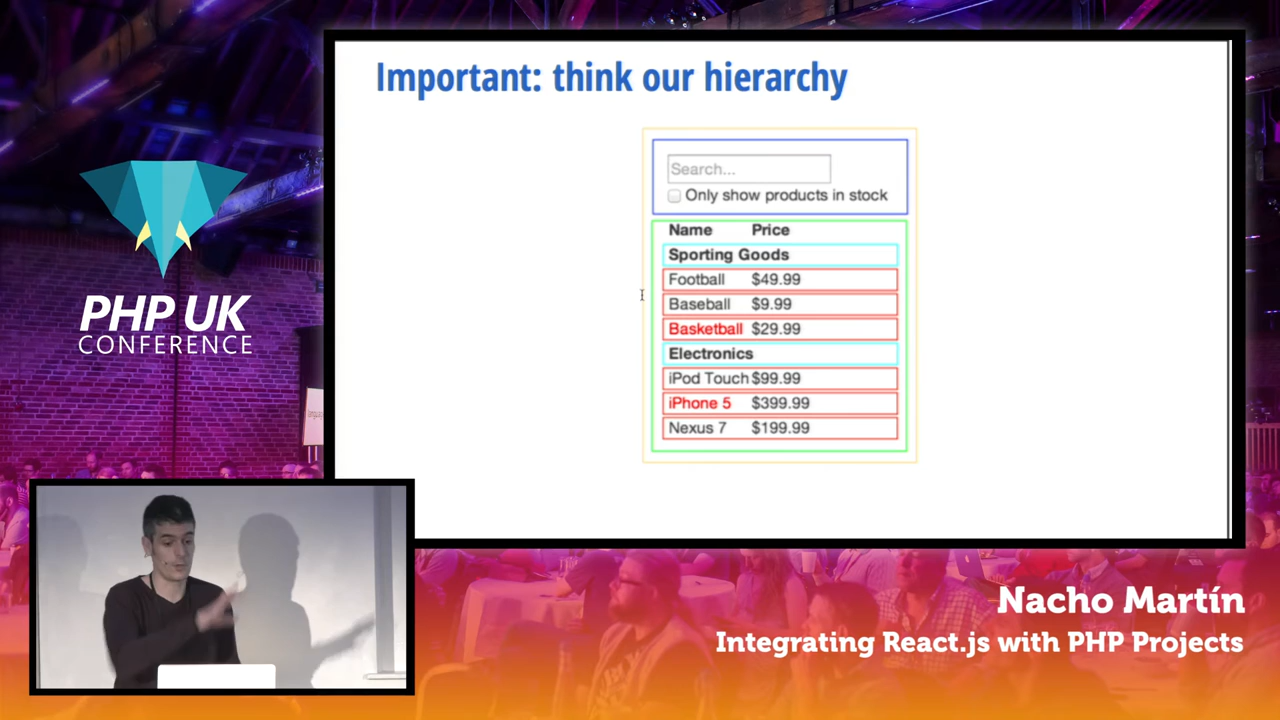 Important: think our hierarchy
Search...
Only show products in stock
Name Price
Sporting Goods
Football $49.99
Baseball $9.99
Basketball $29.99
Electronics
iPod Touch $99.99
iPhone 5 $399.99
Nexus 7 $199.99
PHP UK
CONFERENCE
Nacho Martín
Integrating React.js with PHP Projects